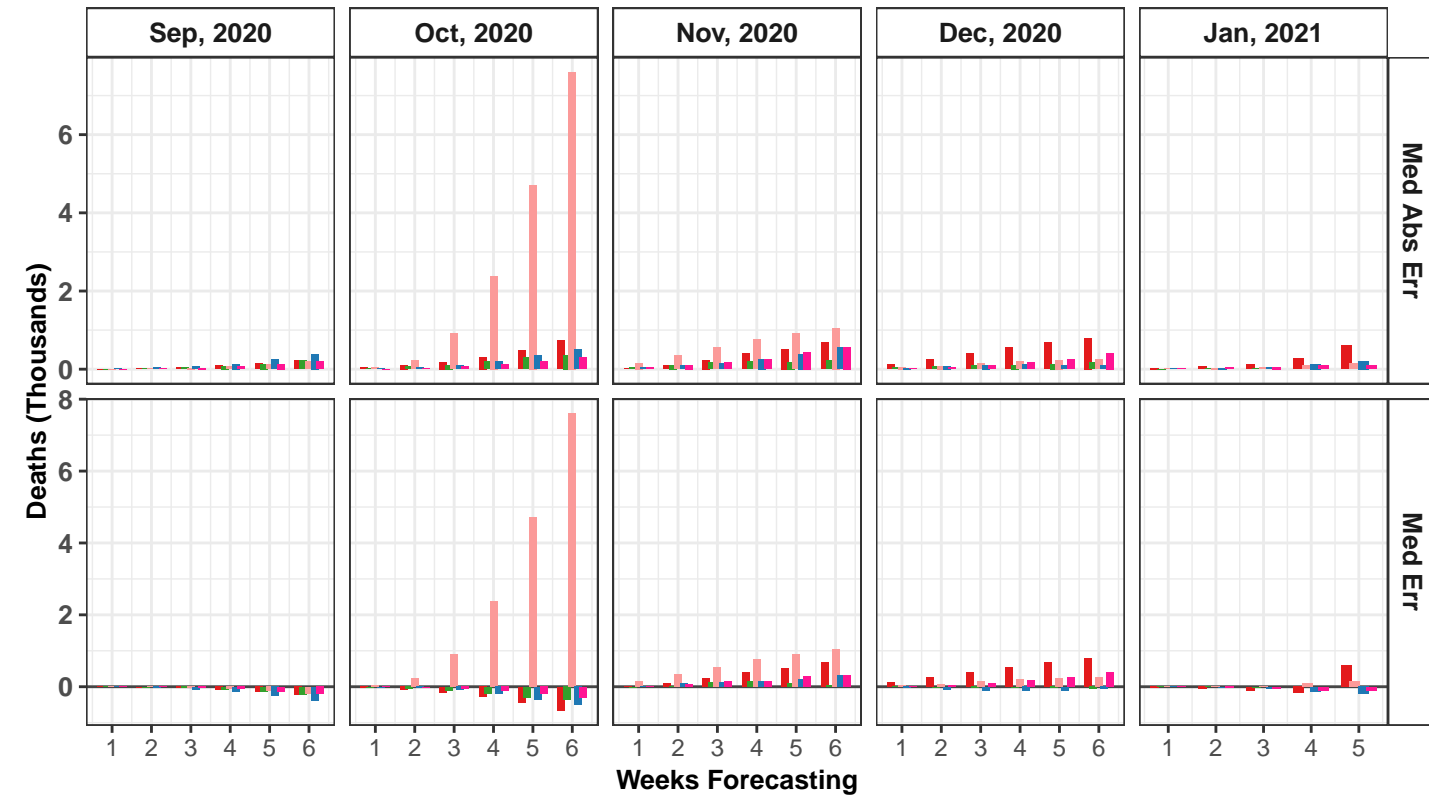 Sep, 2020 Oct, 2020 Nov, 2020 Dec, 2020 Jan, 2021
Deaths (Thousands)
6
4
2
0
Med Abs Err
8
6
4
2
0
Med Err
1 2 3 4 5 6 1 2 3 4 5 6 1 2 3 4 5 6 1 2 3 4 5 6 1 2 3 4 5
Weeks Forecasting